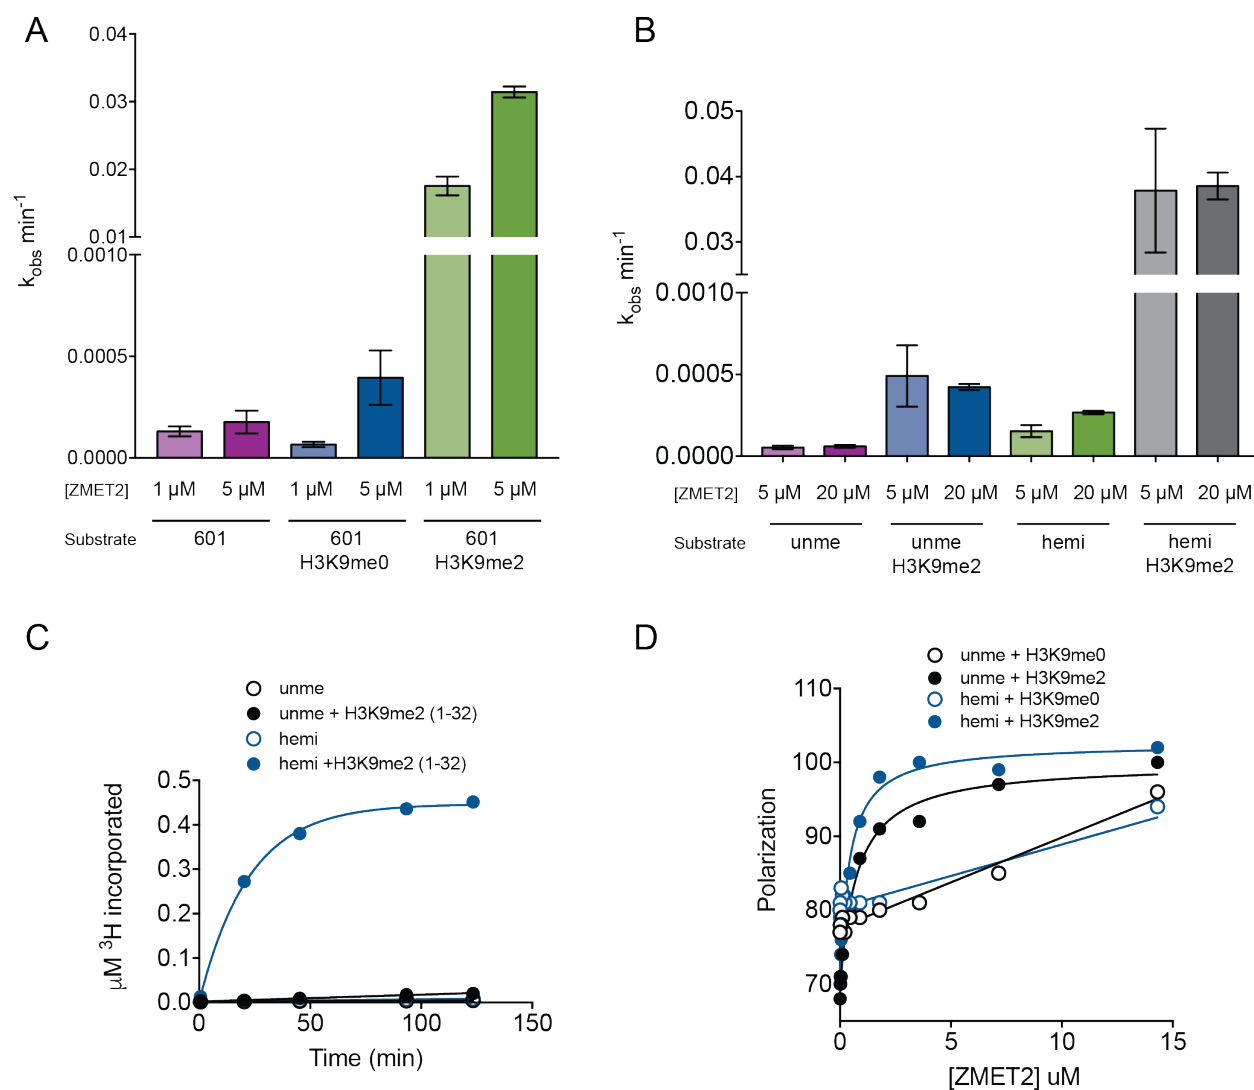 A
0.04
0.03
0.02
0.01
0.0010
0.0005
0.0000
k_obs min⁻¹
[ZMET2] 1 µM 5 µM 1 µM 5 µM 1 µM 5 µM
Substrate 601 601 601
H3K9me0 H3K9me2
B
0.05
0.04
0.03
0.0010
0.0005
0.0000
k_obs min⁻¹
[ZMET2] 5 µM 20 µM 5 µM 20 µM 5 µM 20 µM 5 µM 20 µM
Substrate unme unme hemi hemi
H3K9me2 H3K9me2
C
unme
unme + H3K9me2 (1-32)
hemi
hemi +H3K9me2 (1-32)
0.5
0.4
0.3
0.2
0.1
0.0
µM ³H incorporated
0 50 100 150
Time (min)
D
unme + H3K9me0
unme + H3K9me2
hemi + H3K9me0
hemi + H3K9me2
110
100
90
80
70
Polarization
0 5 10 15
[ZMET2] uM